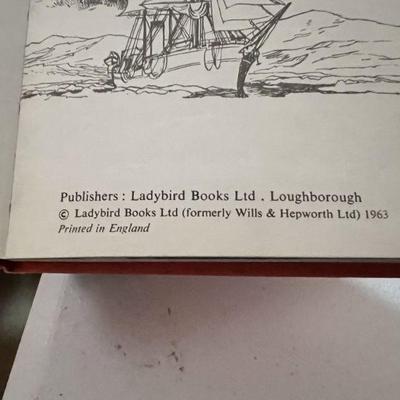 Publishers : Ladybird Books Ltd . Loughborough
© Ladybird Books Ltd (formerly Wills & Hepworth Ltd) 1963
Printed in England